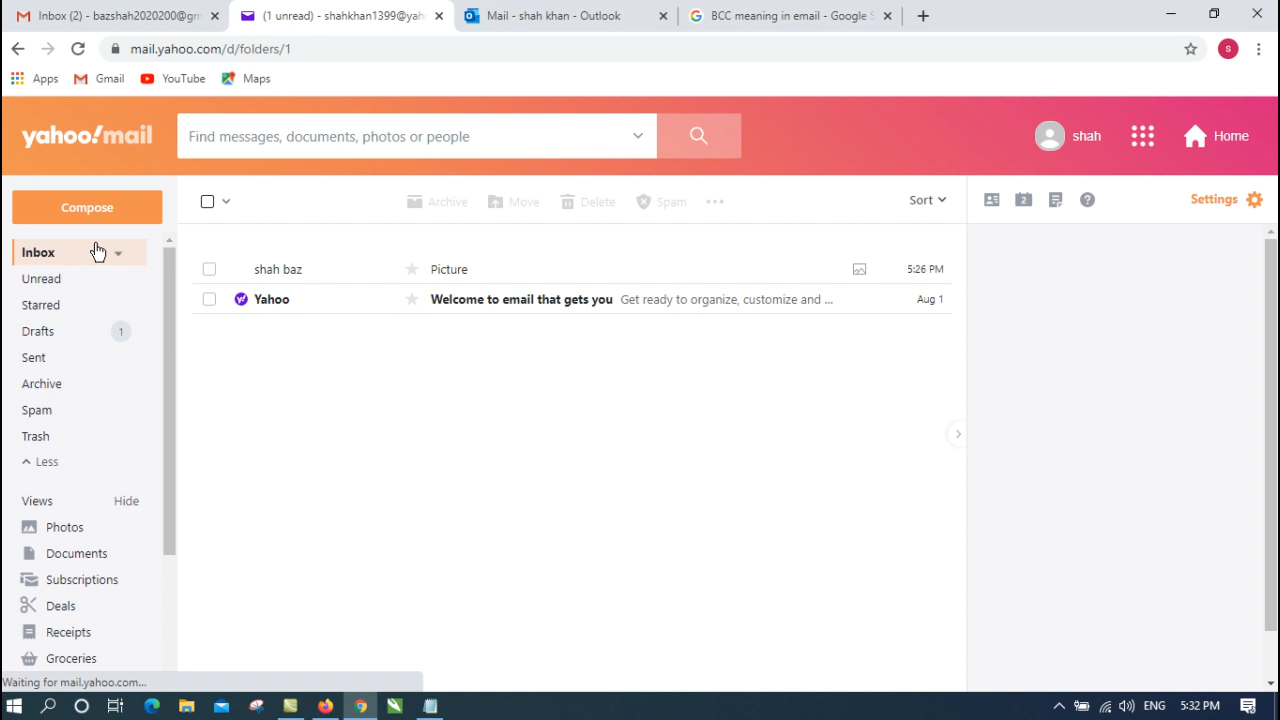 Inbox (2) - bazshah2020200@gm
(1 unread) - shahkhan1399@yaho
Mail - shah khan - Outlook
BCC meaning in email - Google S
mail.yahoo.com/d/folders/1
S
Apps
Gmail
YouTube
Maps
yahoo!mail
Find messages, documents, photos or people
shah
Home
Compose
Archive
Move
Delete
Spam
Sort
2
Settings
Inbox
Unread
Starred
Drafts
1
Sent
Archive
Spam
Trash
Less
Views
Hide
Photos
Documents
Subscriptions
Deals
Receipts
Groceries
shah baz
Picture
5:26 PM
Yahoo
Welcome to email that gets you
Get ready to organize, customize and ...
Aug 1
Waiting for mail.yahoo.com...
ENG
5:32 PM